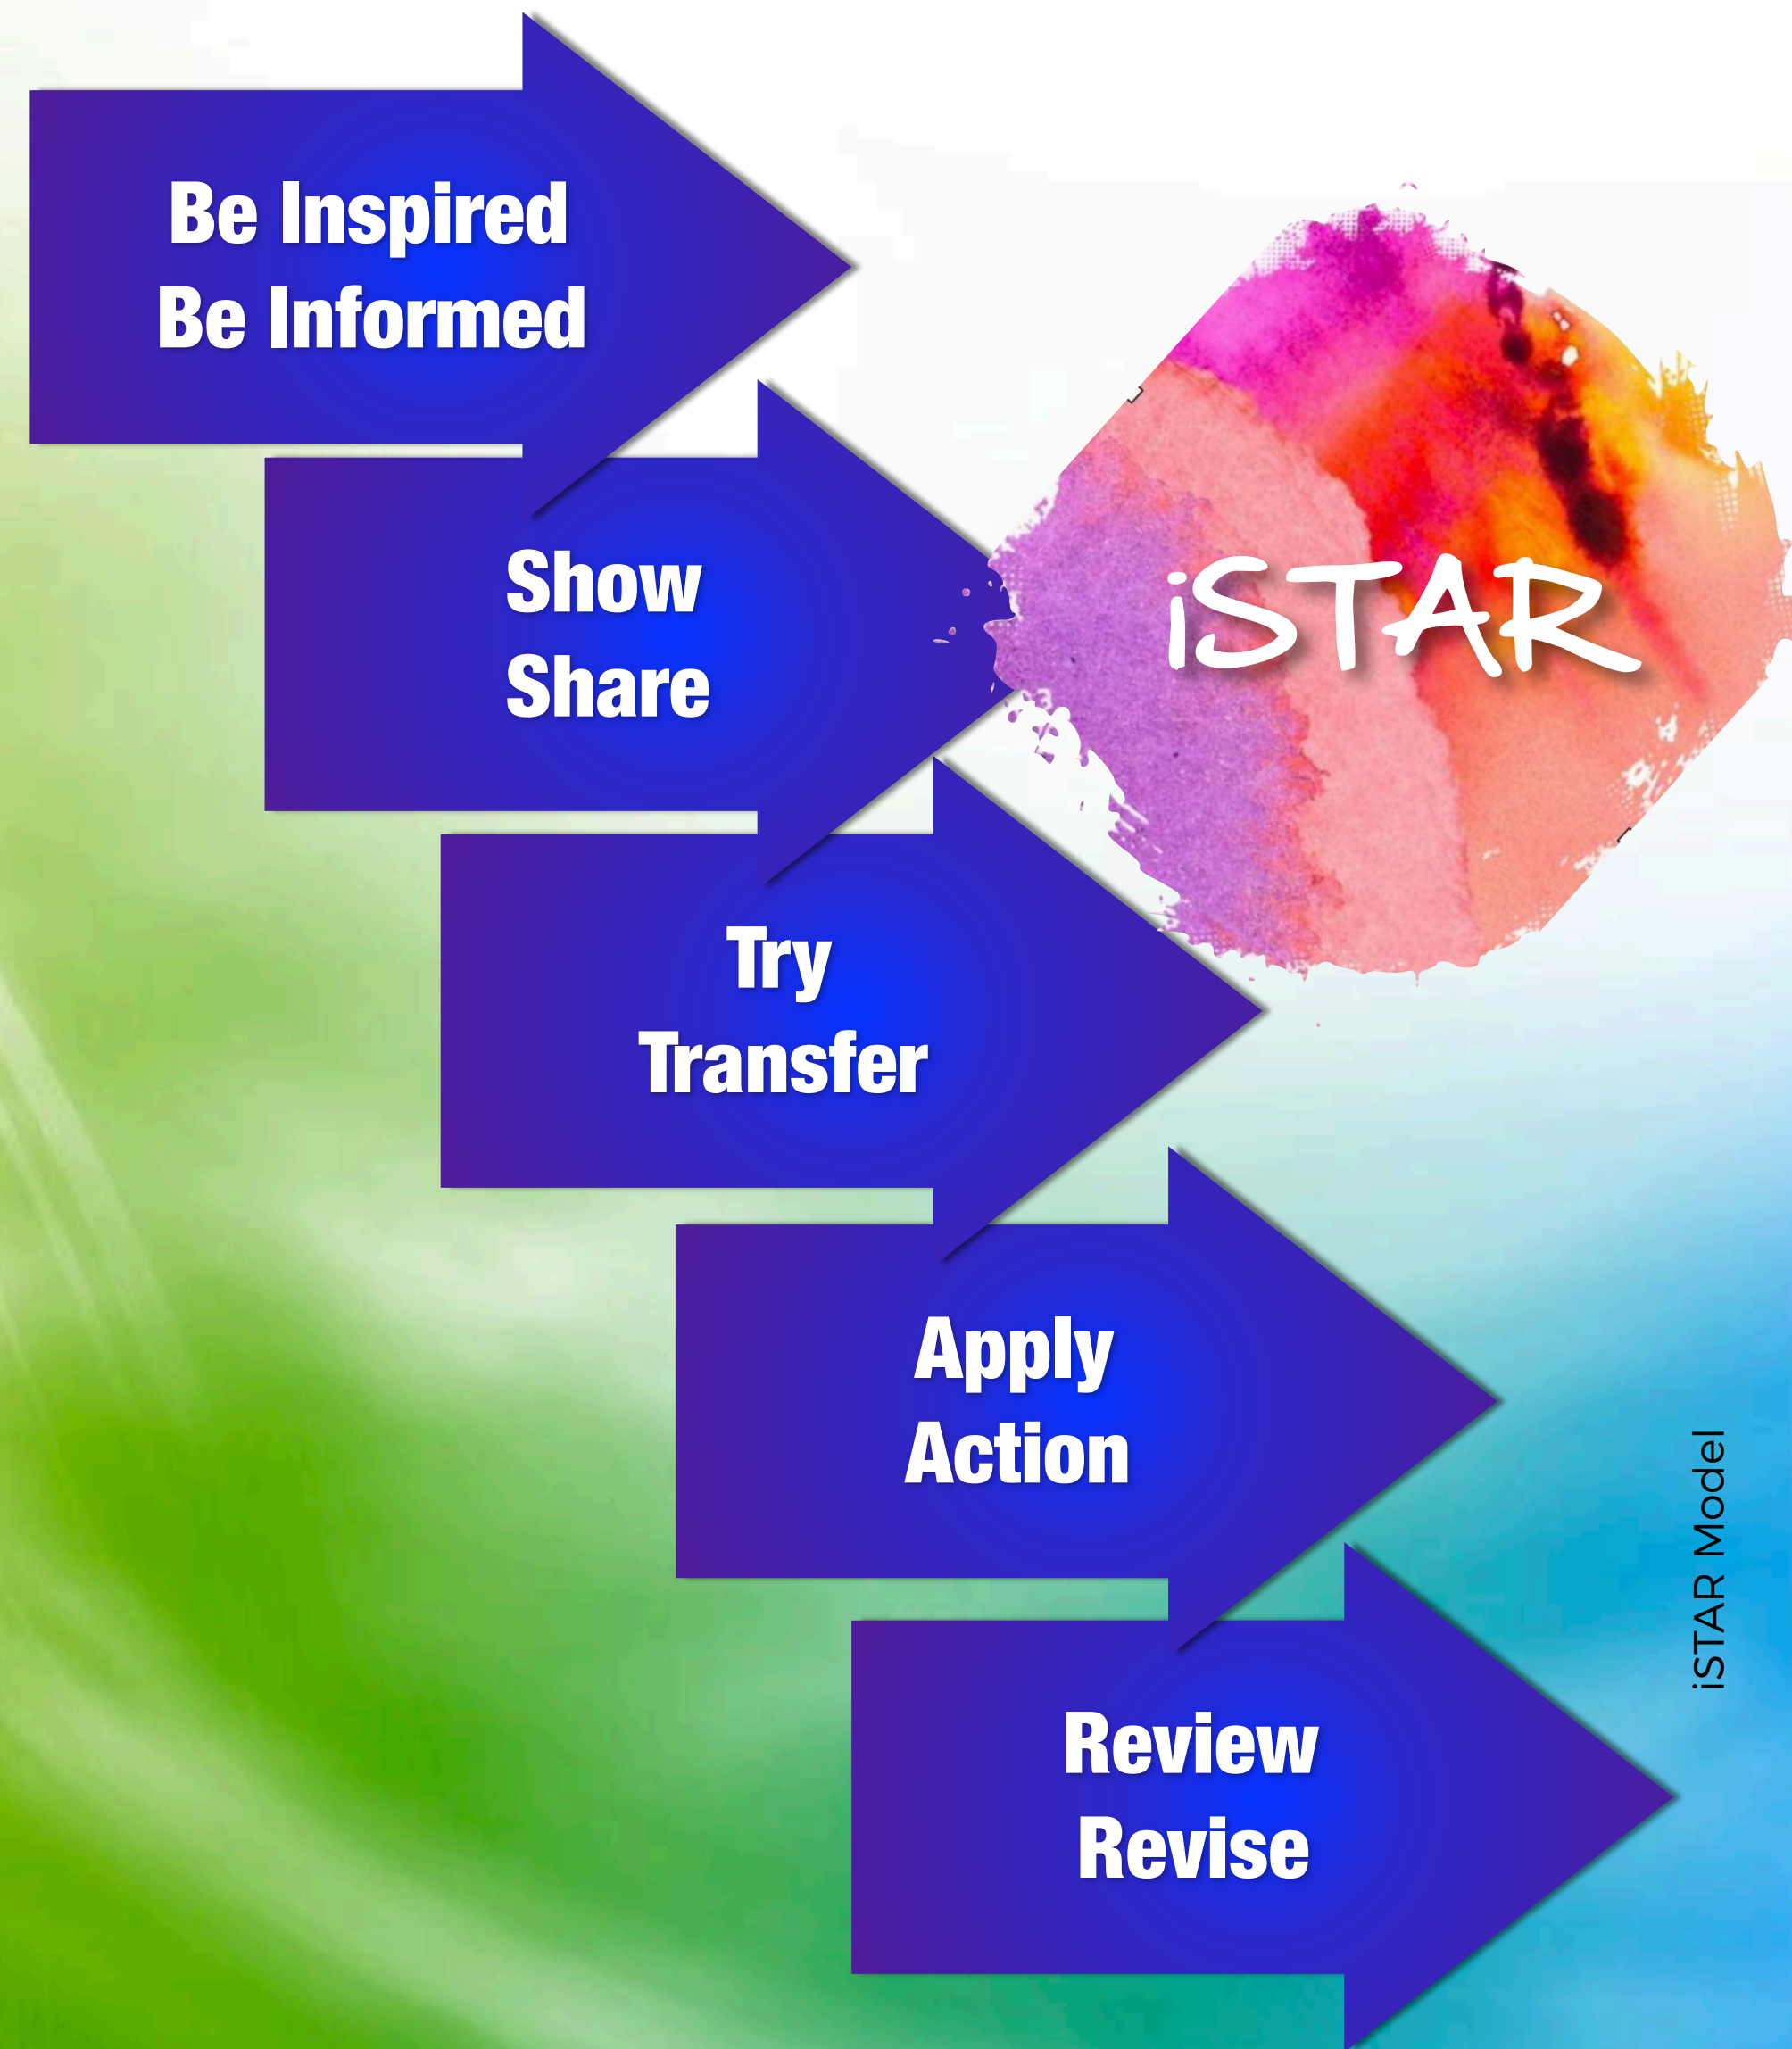 Be Inspired
Be Informed
Show
Share
iSTAR
Try
Transfer
Apply
Action
Review
Revise
iSTAR Model